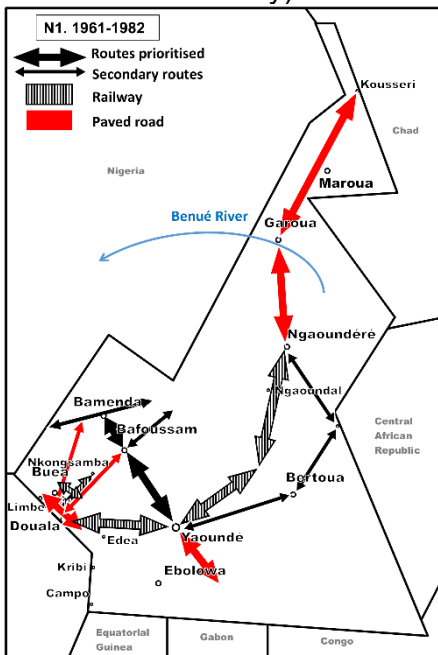 N1. 1961-1982
Routes prioritised
Secondary routes
Railway
Paved road
Kousseri
Chad
Nigeria
Maroua
Benué River
Garoua
Ngaoundéré
Ngaoundal
Bamenda
Bafoussam
Central
African
Republic
Nkongsamba
Buea
Bertoua
Limbe
Douala
Yaoundé
Edea
Kribi
Ebolowa
Campo
Equatorial
Guinea
Gabon
Congo